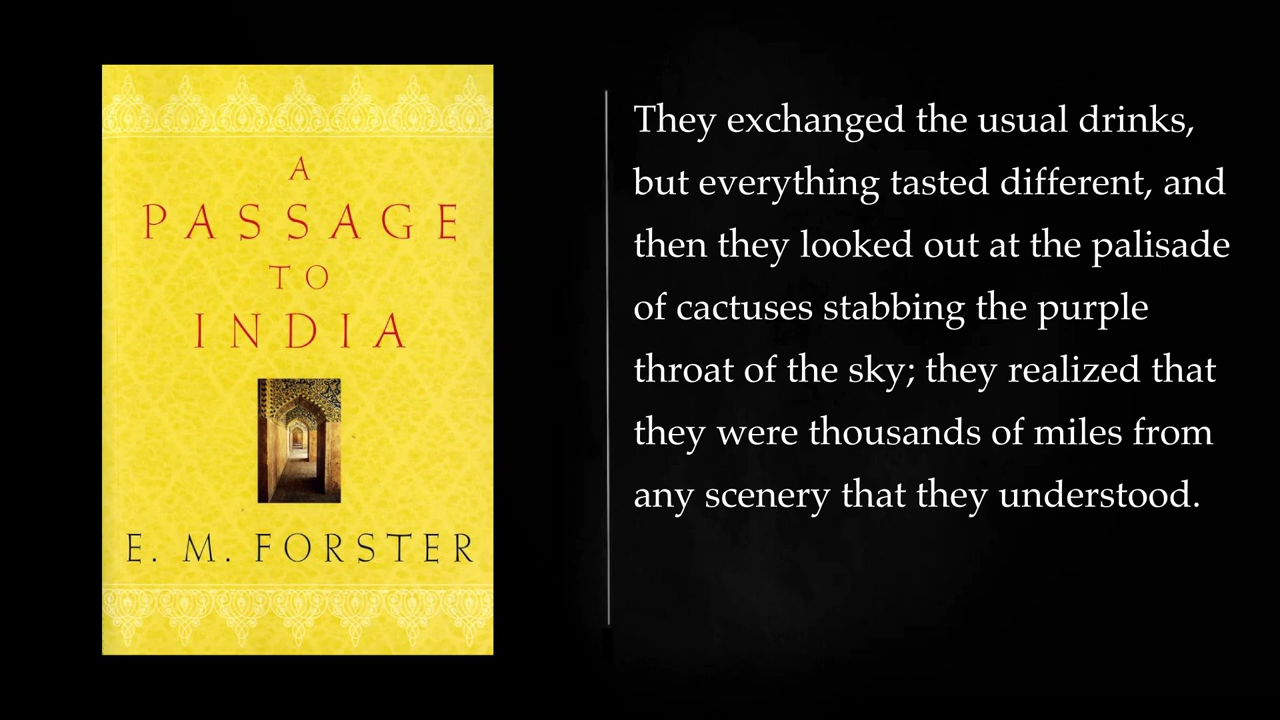 A
PASSAGE
TO
INDIA
E. M. FORSTER
They exchanged the usual drinks,
but everything tasted different, and
then they looked out at the palisade
of cactuses stabbing the purple
throat of the sky; they realized that
they were thousands of miles from
any scenery that they understood.